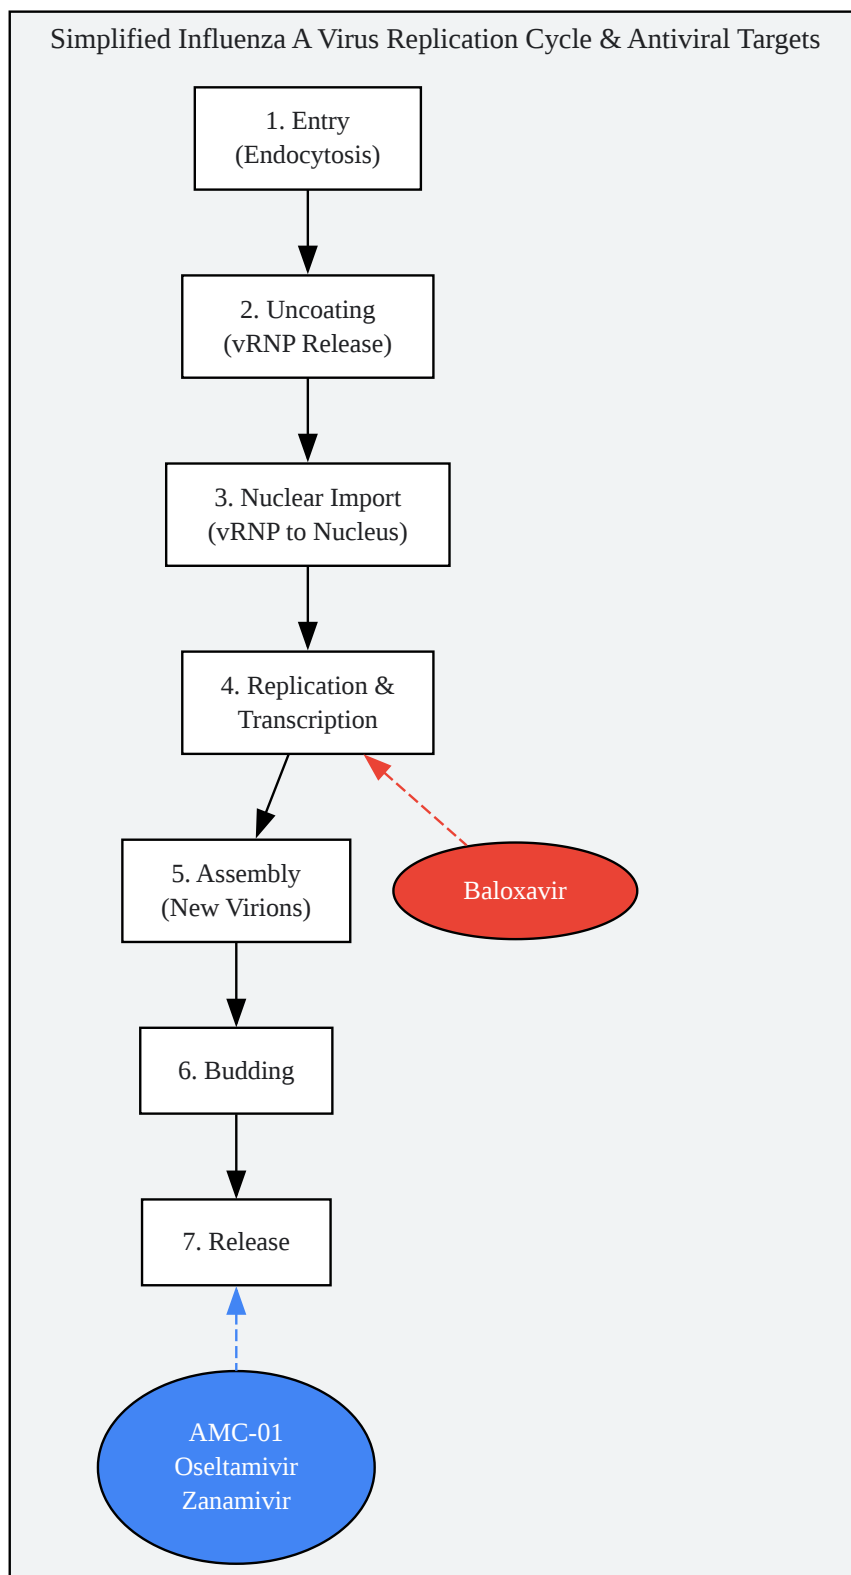 Simplified Influenza A Virus Replication Cycle & Antiviral Targets
1. Entry
(Endocytosis)
2. Uncoating
(vRNP Release)
3. Nuclear Import
(vRNP to Nucleus)
4. Replication &
Transcription
5. Assembly
(New Virions)
Baloxavir
6. Budding
7. Release
AMC-01
Oseltamivir
Zanamivir